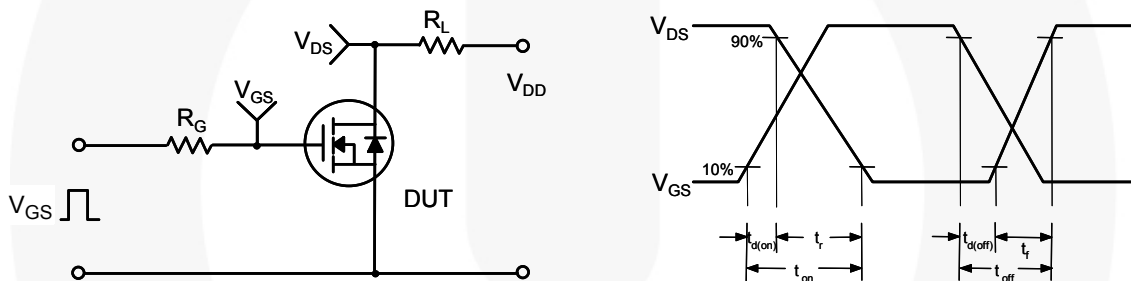 V_DS
R_L
V_DD
V_GS
R_G
DUT
V_GS
V_DS
90%
10%
V_GS
t_d(on)
t_r
t_on
t_d(off)
t_f
t_off